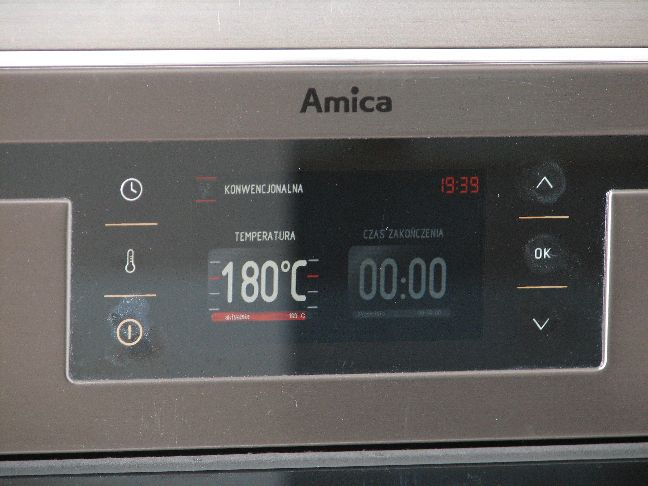 Amica
KONWENCJONALNA 19:39
TEMPERATURA CZAS ZAKOŃCZENIA
180°C 00:00
OK